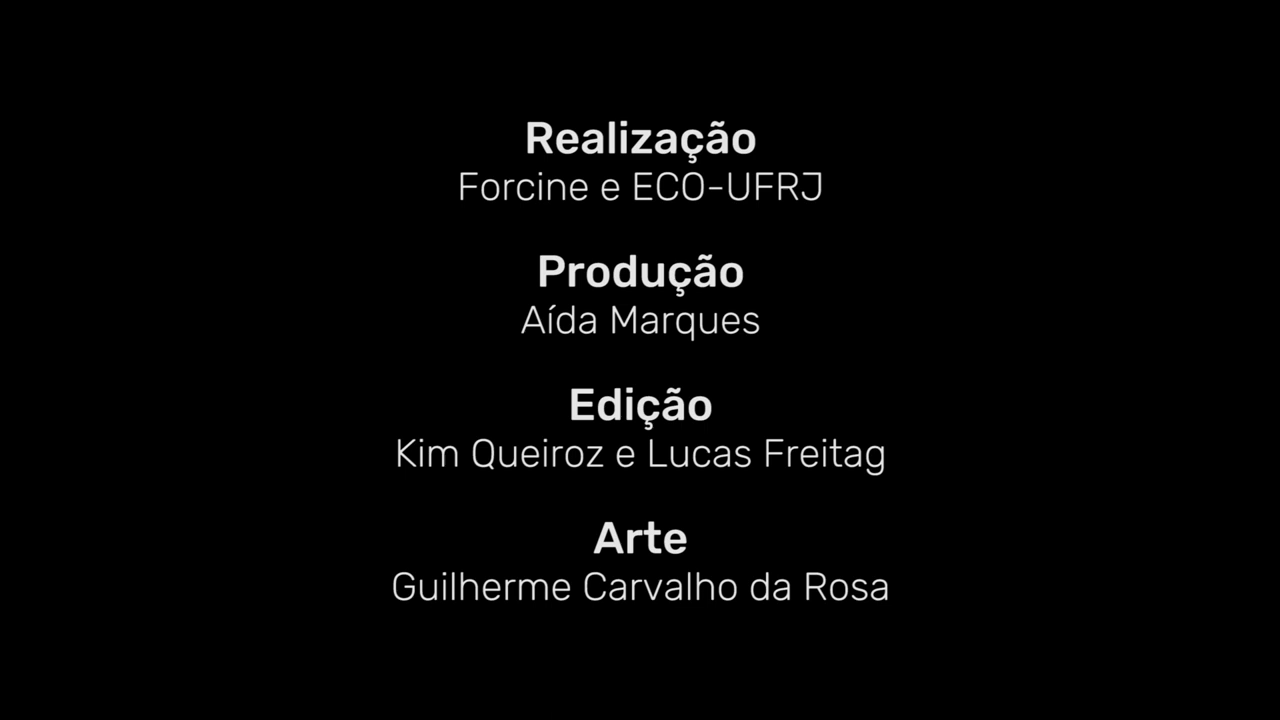 Realização
Forcine e ECO-UFRJ
Produção
Aída Marques
Edição
Kim Queiroz e Lucas Freitag
Arte
Guilherme Carvalho da Rosa